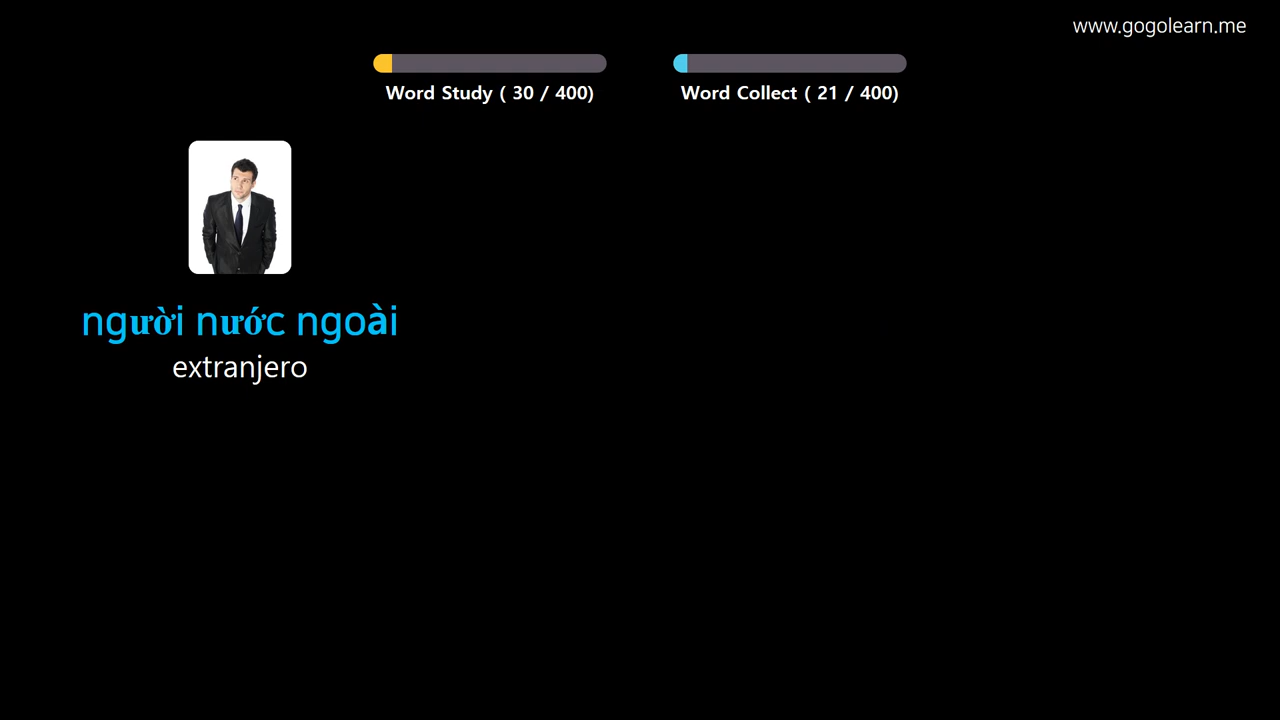 www.gogolearn.me
Word Study ( 30 / 400)
Word Collect ( 21 / 400)
người nước ngoài
extranjero